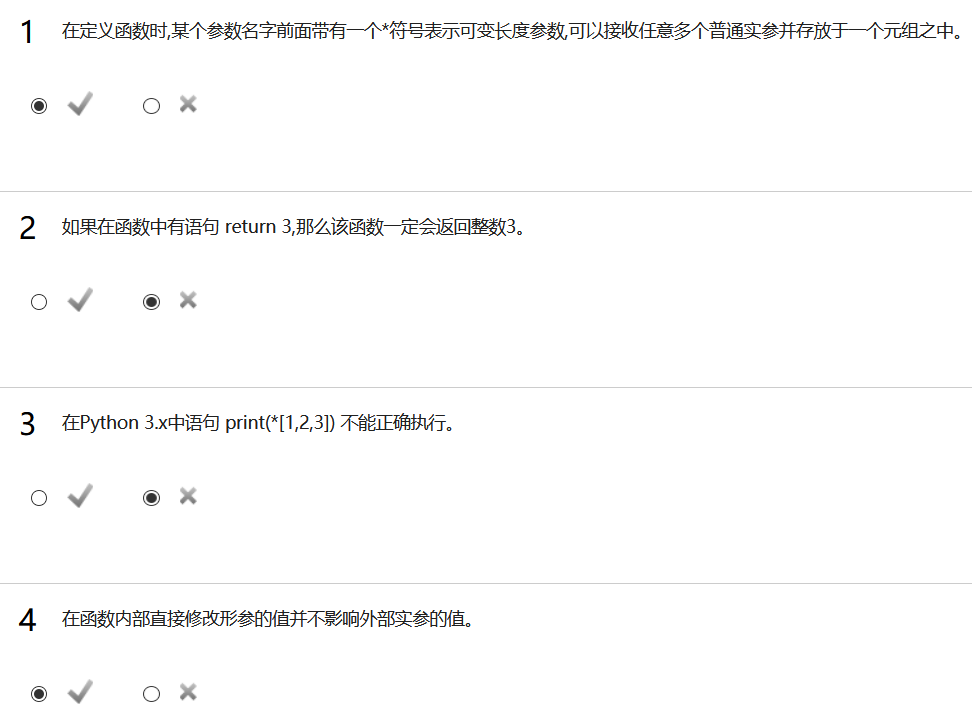 1 在定义函数时,某个参数名字前面带有一个*符号表示可变长度参数,可以接收任意多个普通实参并存放于一个元组之中。
2 如果在函数中有语句 return 3,那么该函数一定会返回整数3。
3 在Python 3.x中语句 print(*[1,2,3]) 不能正确执行。
4 在函数内部直接修改形参的值并不影响外部实参的值。